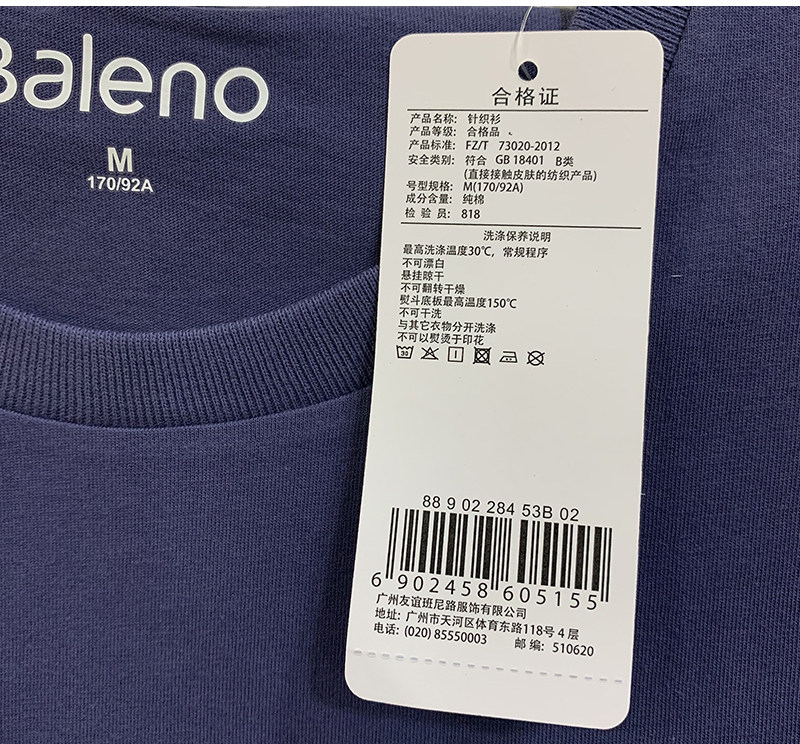 Baleno
M
170/92A
合格证
产品名称: 针织衫
产品等级: 合格品
产品标准: FZ/T 73020-2012
安全类别: 符合 GB 18401 B类
(直接接触皮肤的纺织产品)
号型规格: M(170/92A)
成分含量: 纯棉
检 验 员: 818
洗涤保养说明
最高洗涤温度30℃, 常规程序
不可漂白
悬挂晾干
不可翻转干燥
熨斗底板最高温度150℃
不可干洗
与其它衣物分开洗涤
不可以熨烫于印花
30
88 9 02 284 53B 02
6 902458 605155
广州友谊班尼路服饰有限公司
地址: 广州市天河区体育东路118号4层
电话: (020) 85550003 邮 编: 510620